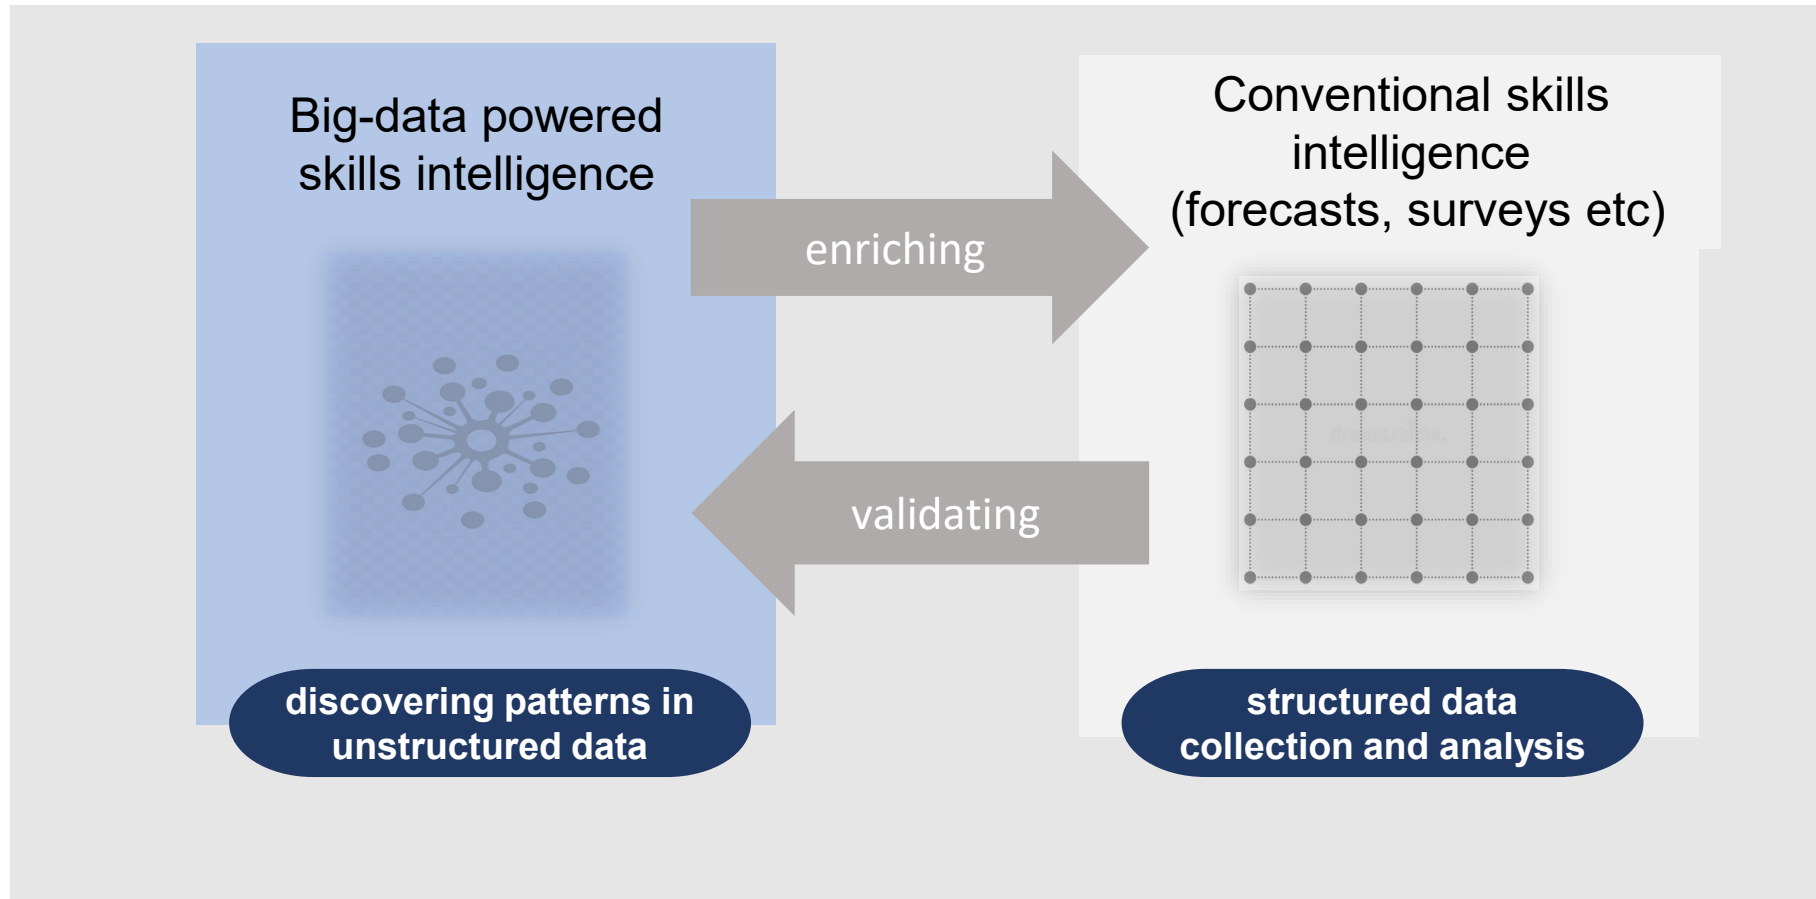 Big-data powered
skills intelligence
Conventional skills
intelligence
(forecasts, surveys etc)
enriching
validating
discovering patterns in
unstructured data
structured data
collection and analysis